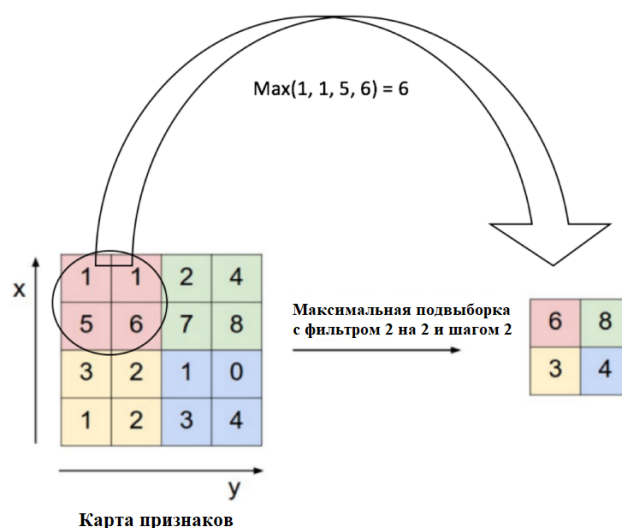 Max(1, 1, 5, 6) = 6
x
1 1 2 4
5 6 7 8
3 2 1 0
1 2 3 4
y
Карта признаков
Максимальная подвыборка
с фильтром 2 на 2 и шагом 2
6 8
3 4